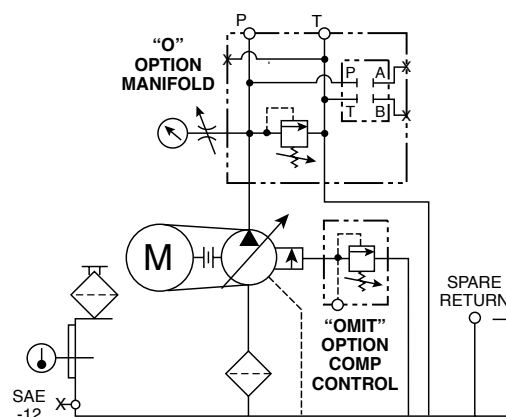 P T
“O”
OPTION
MANIFOLD
P A
T B
M
SPARE
RETURN
“OMIT”
OPTION
COMP
CONTROL
SAE
-12